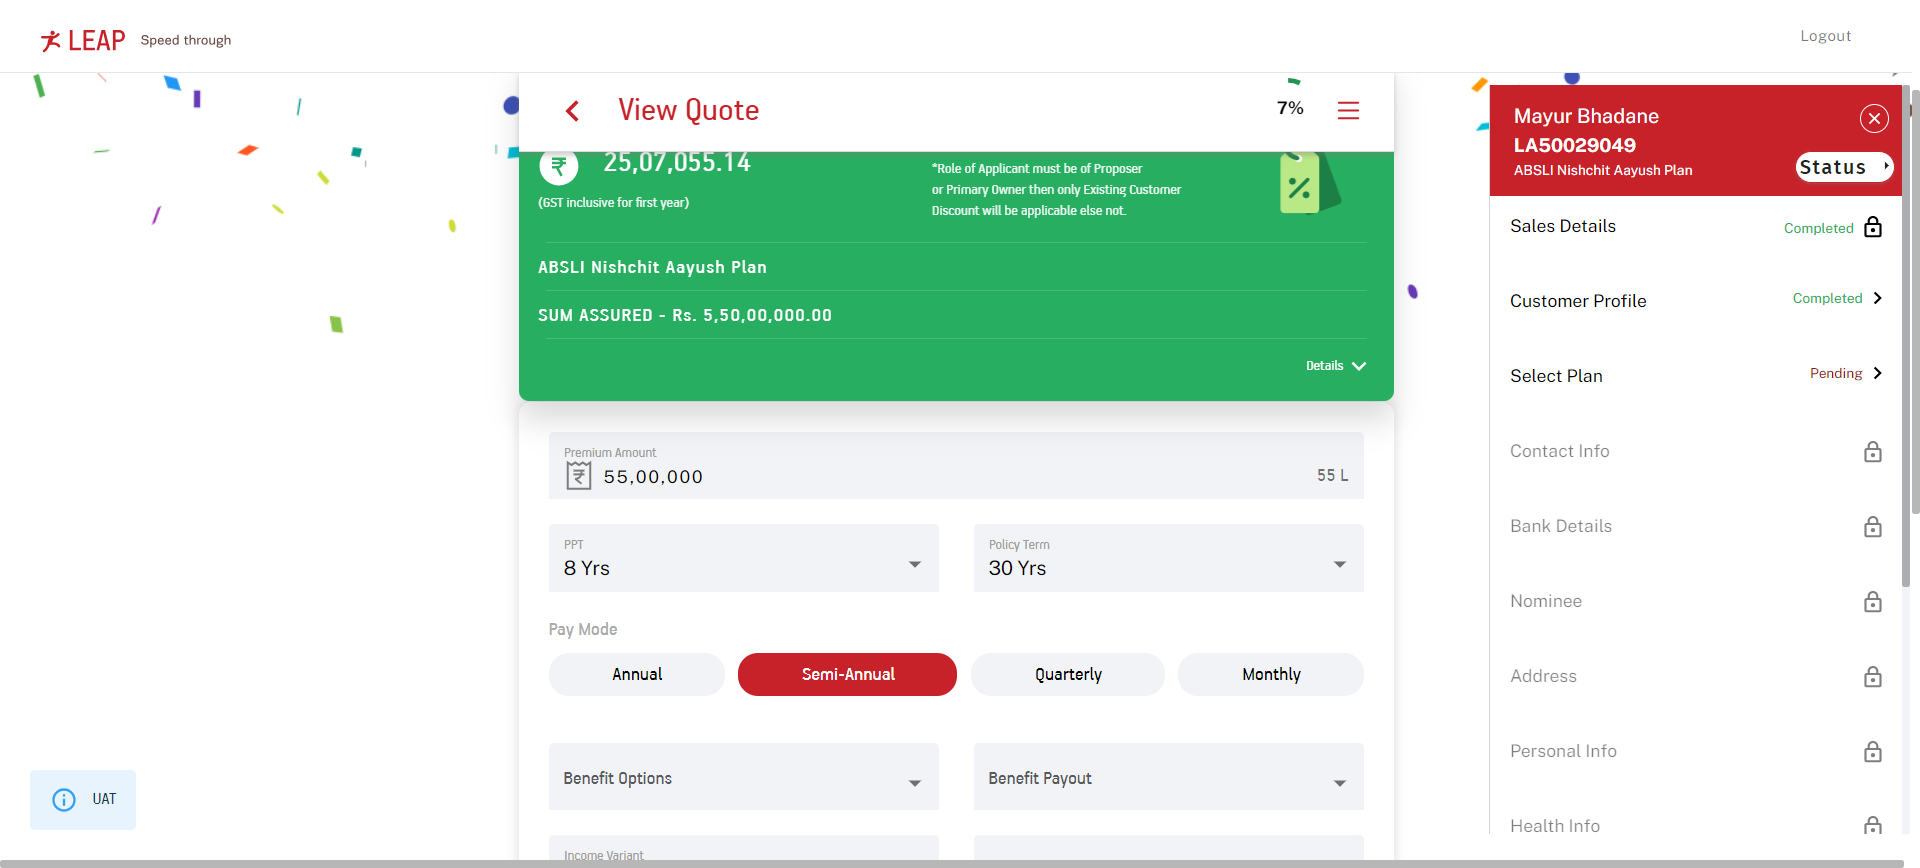 LEAP Speed through
Logout
View Quote
7%
25,07,055.14
(GST inclusive for first year)
*Role of Applicant must be of Proposer
or Primary Owner then only Existing Customer
Discount will be applicable else not.
ABSLI Nishchit Aayush Plan
SUM ASSURED - Rs. 5,50,00,000.00
Details
Premium Amount
55,00,000
55 L
PPT
8 Yrs
Policy Term
30 Yrs
Pay Mode
Annual
Semi-Annual
Quarterly
Monthly
Benefit Options
Benefit Payout
Income Variant
UAT
Mayur Bhadane
LA50029049
ABSLI Nishchit Aayush Plan
Status
Sales Details
Completed
Customer Profile
Completed
Select Plan
Pending
Contact Info
Bank Details
Nominee
Address
Personal Info
Health Info